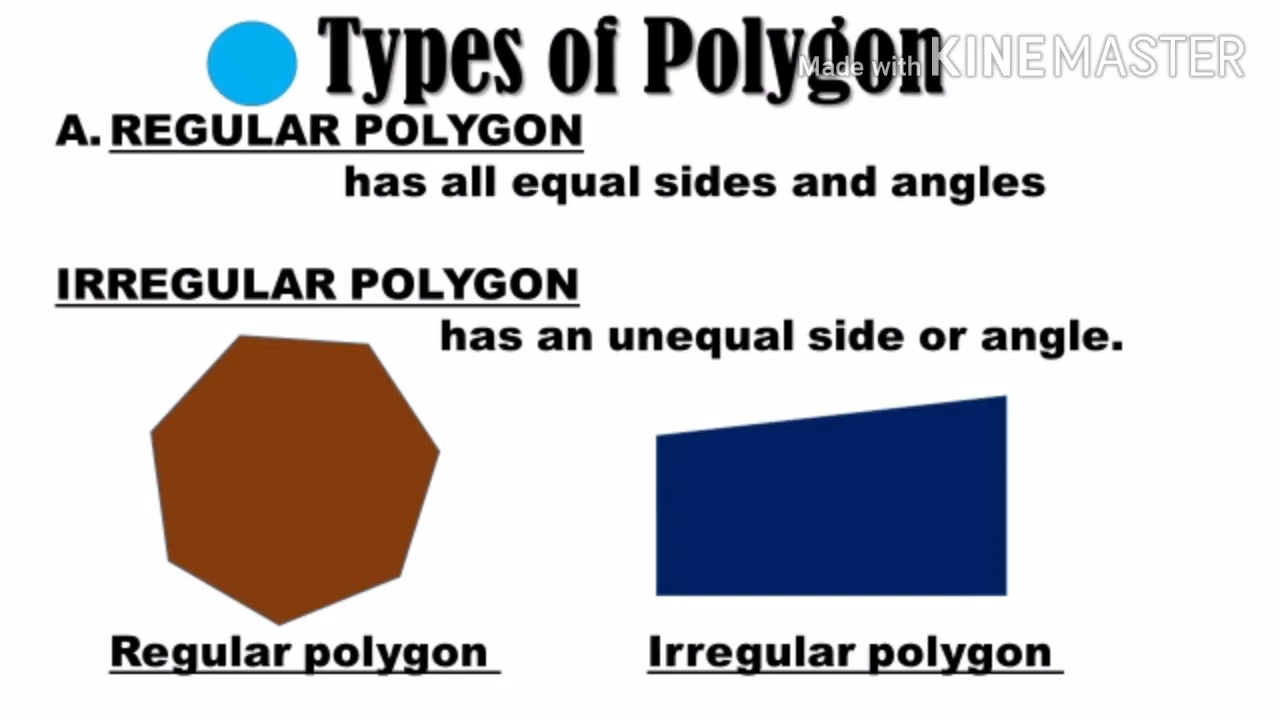 Types of Polygon
Made with KINEMASTER
A. REGULAR POLYGON
has all equal sides and angles
IRREGULAR POLYGON
has an unequal side or angle.
Regular polygon
Irregular polygon